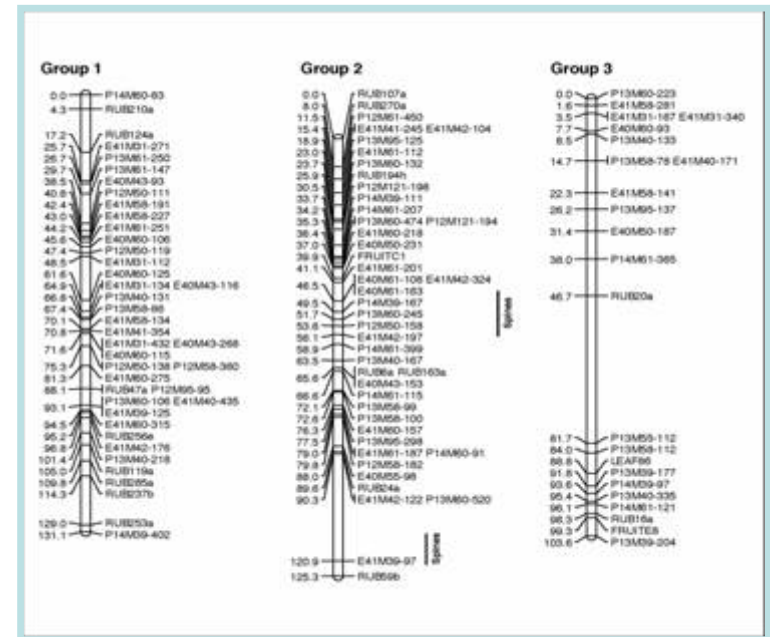 Group 1
0.0 P14M60-83
4.3 RUB210a
17.2 RUB124a
25.7 E41M31-271
26.7 P13M61-250
29.7 P13M61-147
38.5 E40M43-93
40.8 P12M50-111
42.4 E41M58-191
43.0 E41M58-227
44.2 E41M61-251
45.6 E40M60-106
47.4 P12M50-119
48.5 E41M31-112
61.6 E40M60-125
64.9 E41M31-134 E40M43-116
66.8 P13M40-131
67.4 P13M58-86
70.1 E41M58-134
70.8 E41M41-354
71.6 E41M31-432 E40M43-268
E40M60-115
75.3 P12M50-138 P12M58-360
81.3 E41M60-275
88.1 RUB47a P12M95-95
93.1 P13M60-106 E41M40-435
E41M39-125
94.5 E41M60-315
95.2 RUB256e
96.8 E41M42-176
101.4 P13M40-218
105.0 RUB119a
109.8 RUB285a
114.3 RUB237b
129.0 RUB253a
131.1 P14M39-402
Group 2
0.0 RUB107a
8.0 RUB270a
11.5 P12M61-450
15.4 E41M41-245 E41M42-104
18.9 P13M95-125
23.0 E41M61-112
23.7 P13M60-132
25.9 RUB194h
30.5 P12M121-198
33.7 P14M39-111
34.2 P14M61-207
35.3 P13M60-474 P12M121-194
36.4 E41M60-218
37.0 E40M50-231
39.9 FRUITC1
41.1 E41M61-201
46.5 E40M61-108 E41M42-324
E40M61-163
49.5 P14M39-167
51.7 P13M60-245
53.6 P12M50-158
56.1 E41M42-197
58.9 P14M61-399
63.5 P13M40-167
65.6 RUB6a RUB163a
E40M43-153
66.6 P14M61-115
72.1 P13M58-99
72.6 P13M58-100
76.3 E41M60-157
77.5 P13M95-298
79.0 E41M61-187 P14M60-91
79.8 P12M58-182
88.0 E40M55-98
89.6 RUB24a
90.3 E41M42-122 P13M60-520
120.9 E41M39-97
125.3 RUB59b
Spines
Spines
Group 3
0.0 P13M60-223
1.6 E41M58-281
3.5 E41M31-167 E41M31-340
7.7 E40M60-93
8.5 P13M40-133
14.7 P13M58-78 E41M40-171
22.3 E41M58-141
26.2 P13M95-137
31.4 E40M50-187
38.0 P14M61-365
46.7 RUB20a
81.7 P13M55-112
84.0 P13M58-112
88.8 LEAF86
91.8 P13M39-177
93.6 P14M39-97
95.4 P13M40-335
96.1 P14M61-121
98.3 RUB16a
99.3 FRUITE8
103.6 P13M39-204